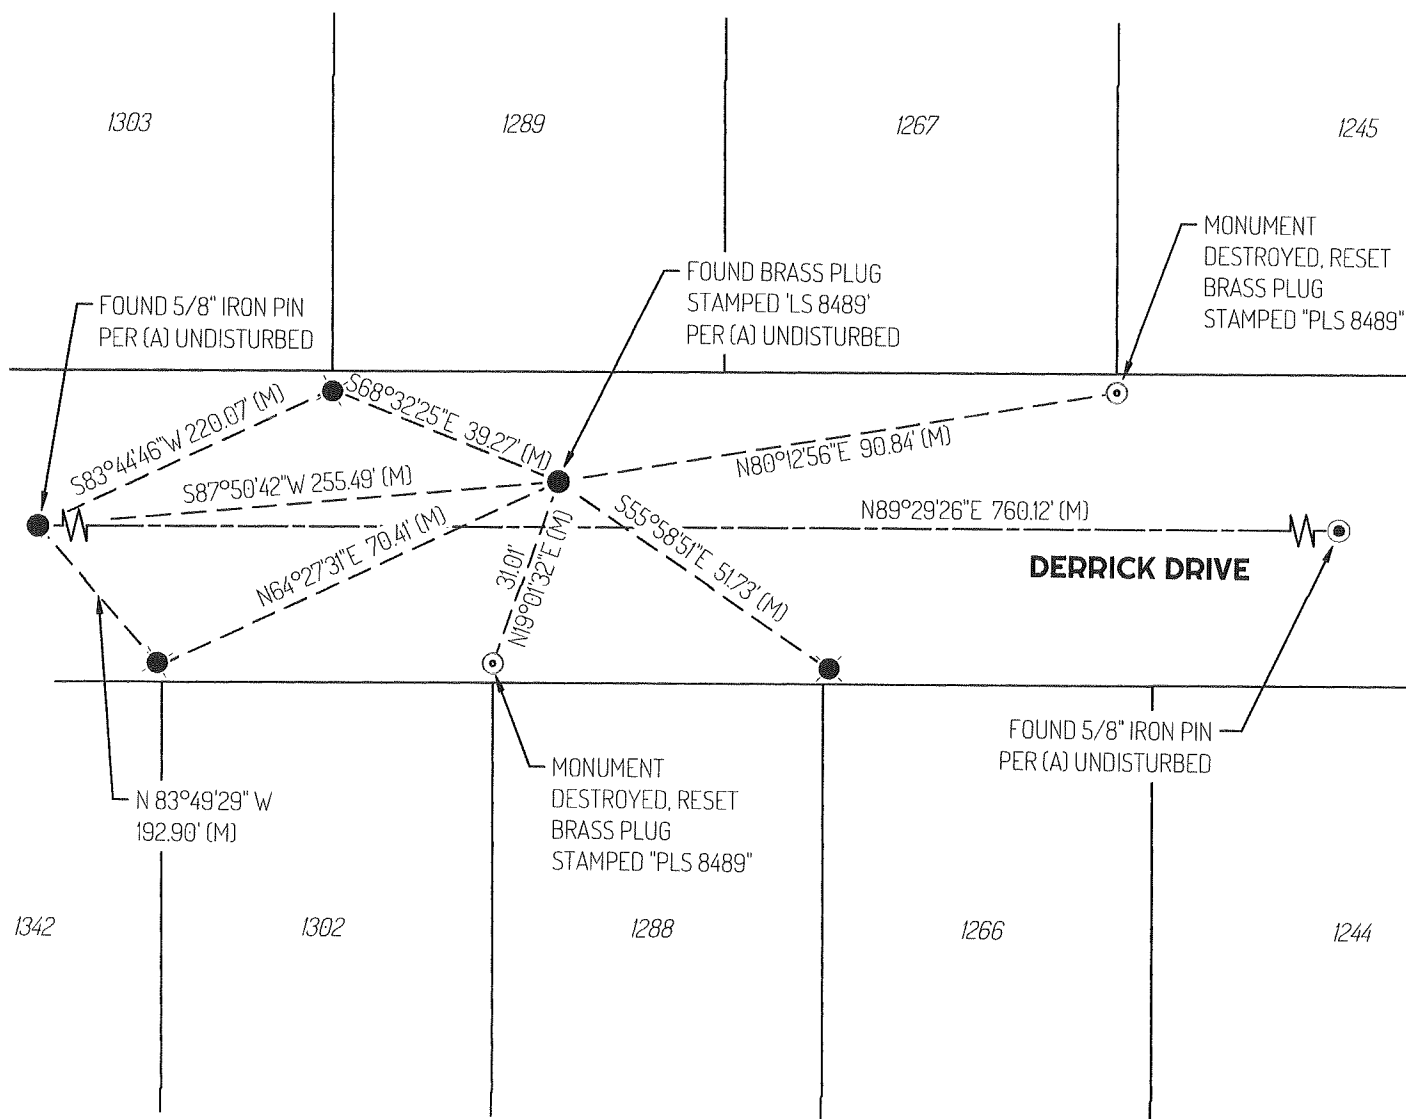 1303
1289
1267
1245
MONUMENT
DESTROYED, RESET
BRASS PLUG
STAMPED "PLS 8489"
FOUND BRASS PLUG
STAMPED 'LS 8489'
PER (A) UNDISTURBED
FOUND 5/8" IRON PIN
PER (A) UNDISTURBED
S83°44'46"W 220.07' (M)
S68°32'25"E 39.27' (M)
S87°50'42"W 255.49' (M)
N80°12'56"E 90.84' (M)
N89°29'26"E 760.12' (M)
DERRICK DRIVE
N64°27'31"E 70.41' (M)
31.01'
N19°01'32"E (M)
S55°58'51"E 51.73' (M)
FOUND 5/8" IRON PIN
PER (A) UNDISTURBED
MONUMENT
DESTROYED, RESET
BRASS PLUG
STAMPED "PLS 8489"
N 83°49'29" W
192.90' (M)
1342
1302
1288
1266
1244